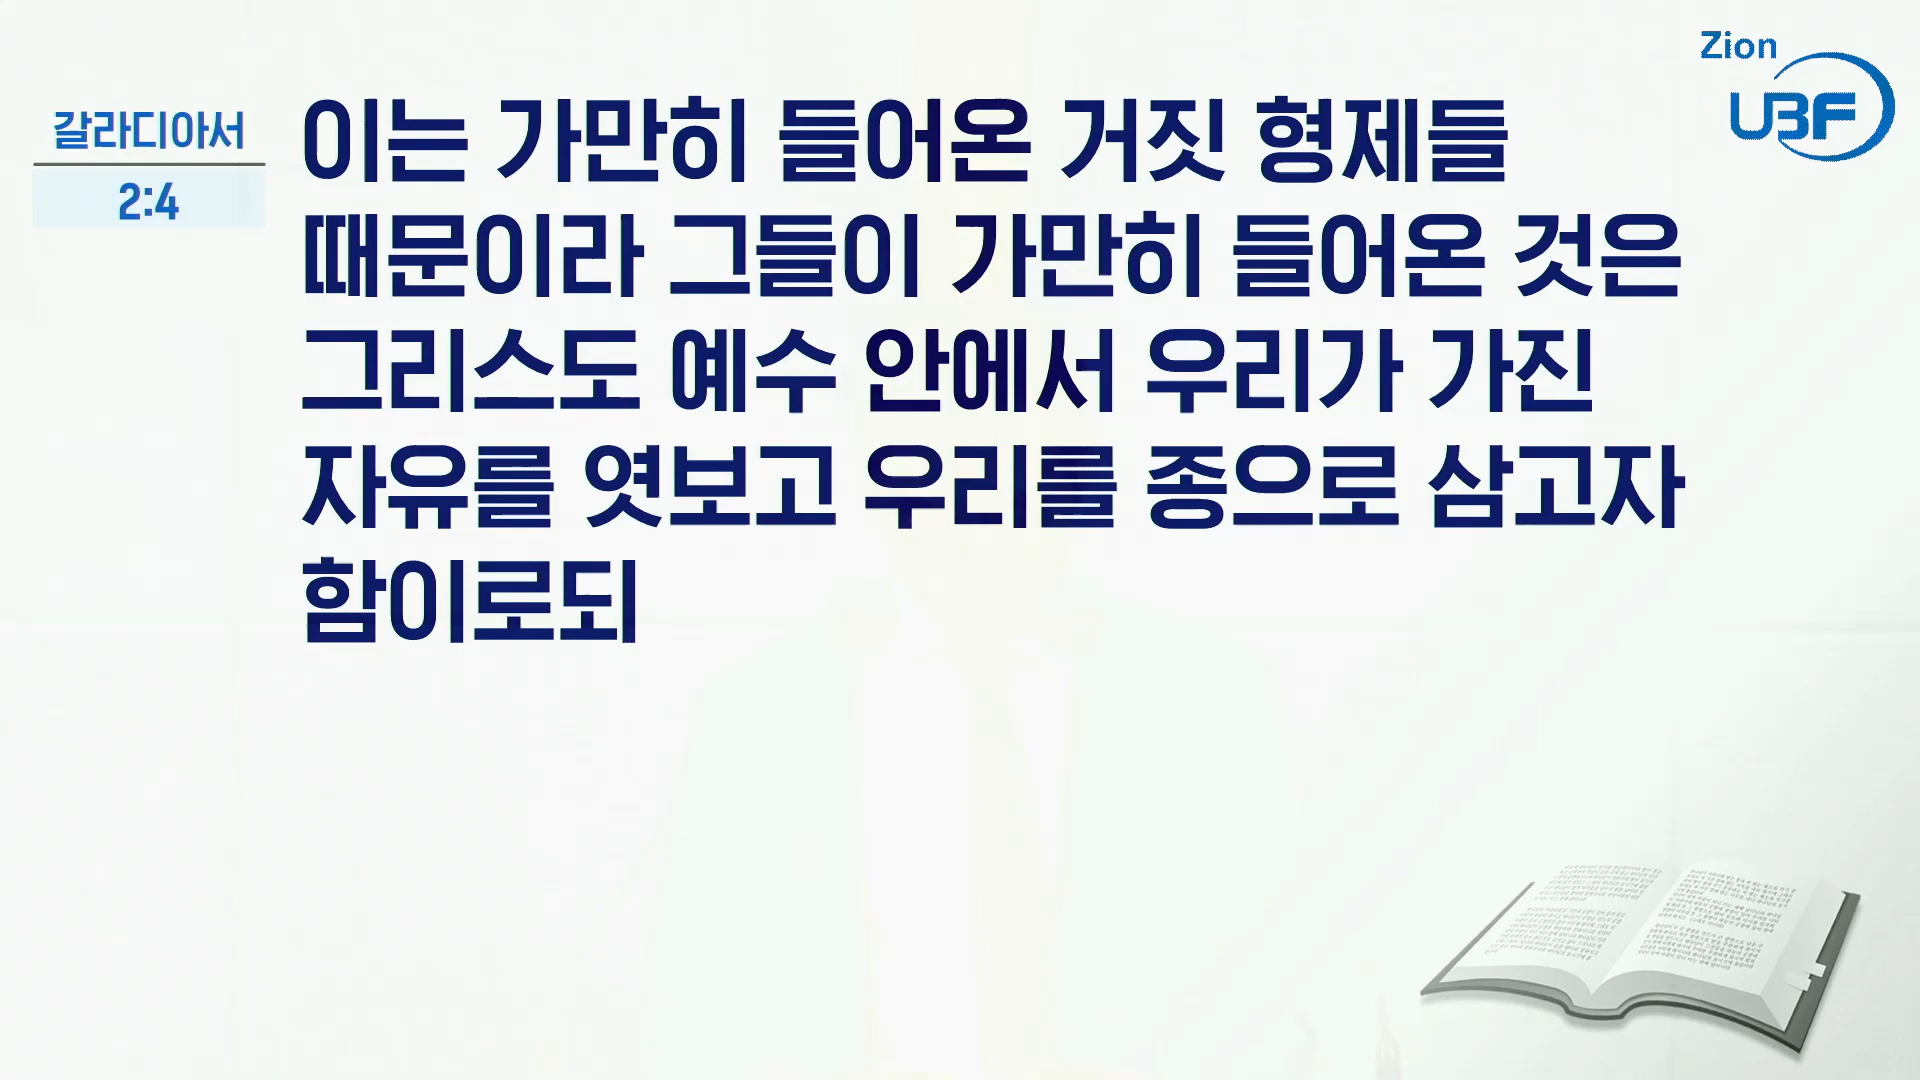 Zion
UBF
갈라디아서
2:4
이는 가만히 들어온 거짓 형제들
때문이라 그들이 가만히 들어온 것은
그리스도 예수 안에서 우리가 가진
자유를 엿보고 우리를 종으로 삼고자
함이로되